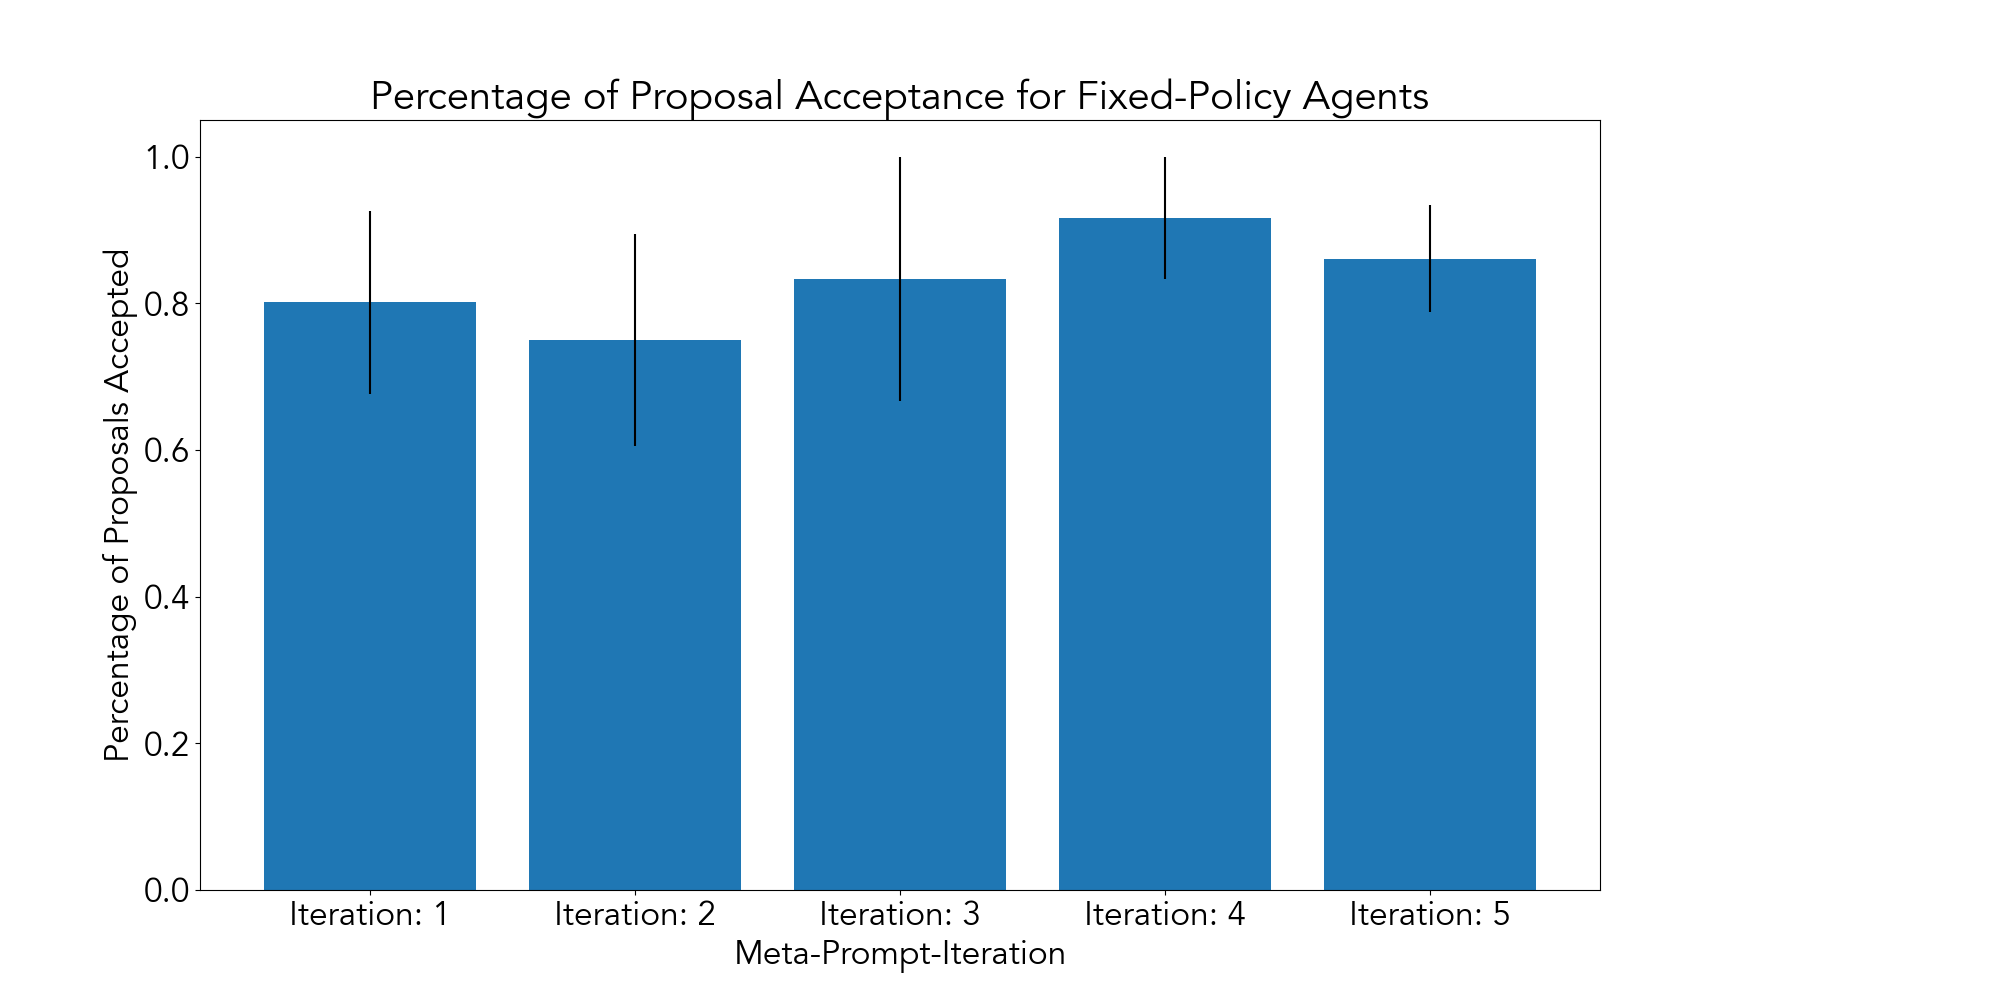 Percentage of Proposal Acceptance for Fixed-Policy Agents
Percentage of Proposals Accepted
1.0
0.8
0.6
0.4
0.2
0.0
Iteration: 1
Iteration: 2
Iteration: 3
Iteration: 4
Iteration: 5
Meta-Prompt-Iteration